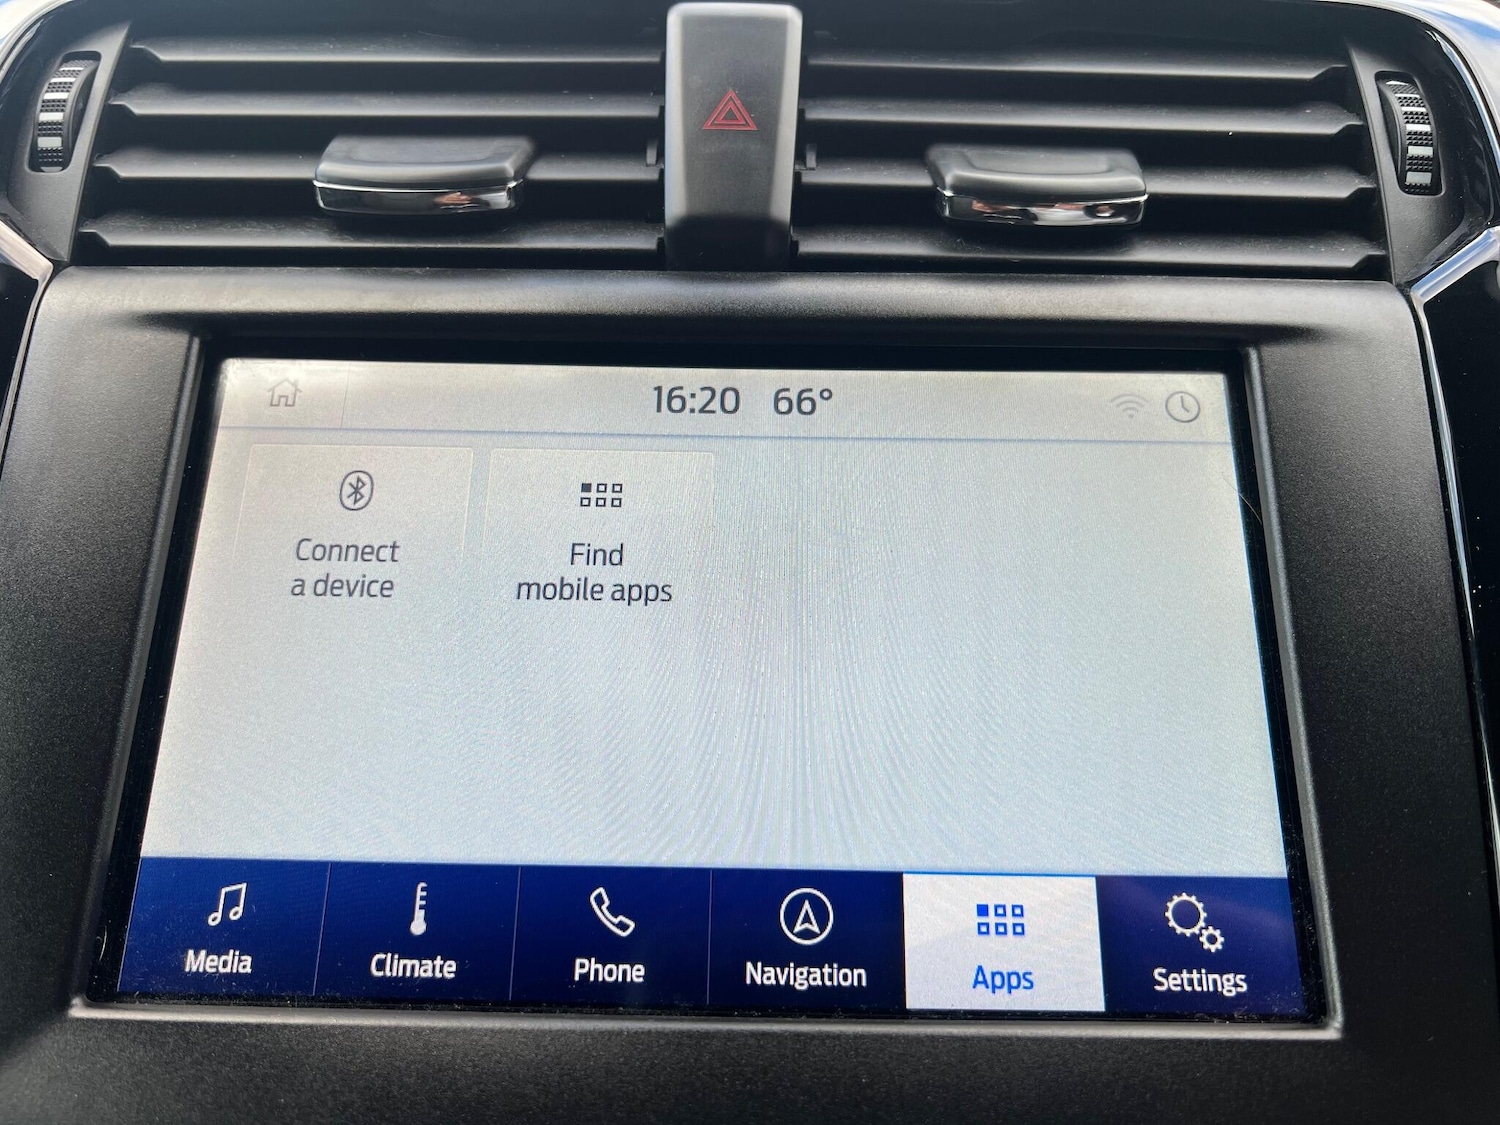 16:20 66°
Connect
a device
Find
mobile apps
Media
Climate
Phone
Navigation
Apps
Settings